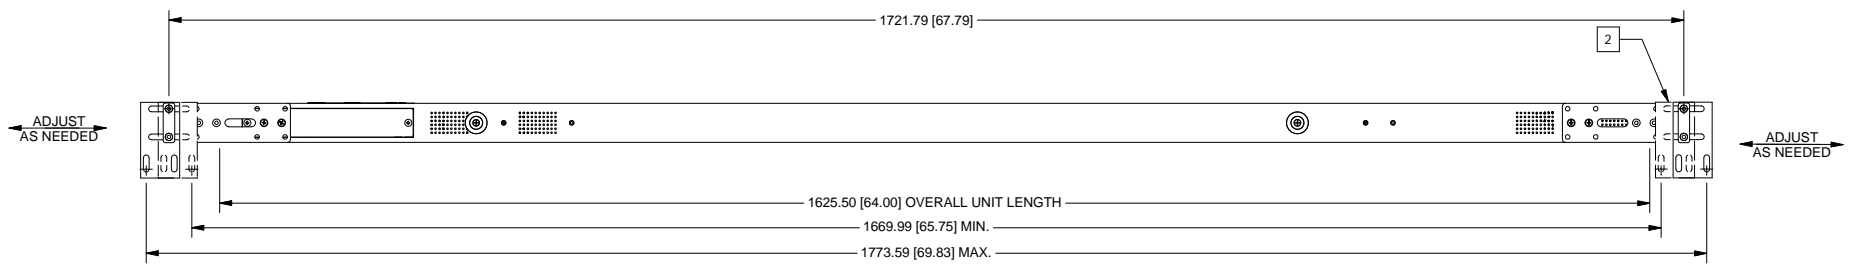 1721.79 [67.79]
2
ADJUST
AS NEEDED
ADJUST
AS NEEDED
1625.50 [64.00] OVERALL UNIT LENGTH
1669.99 [65.75] MIN.
1773.59 [69.83] MAX.